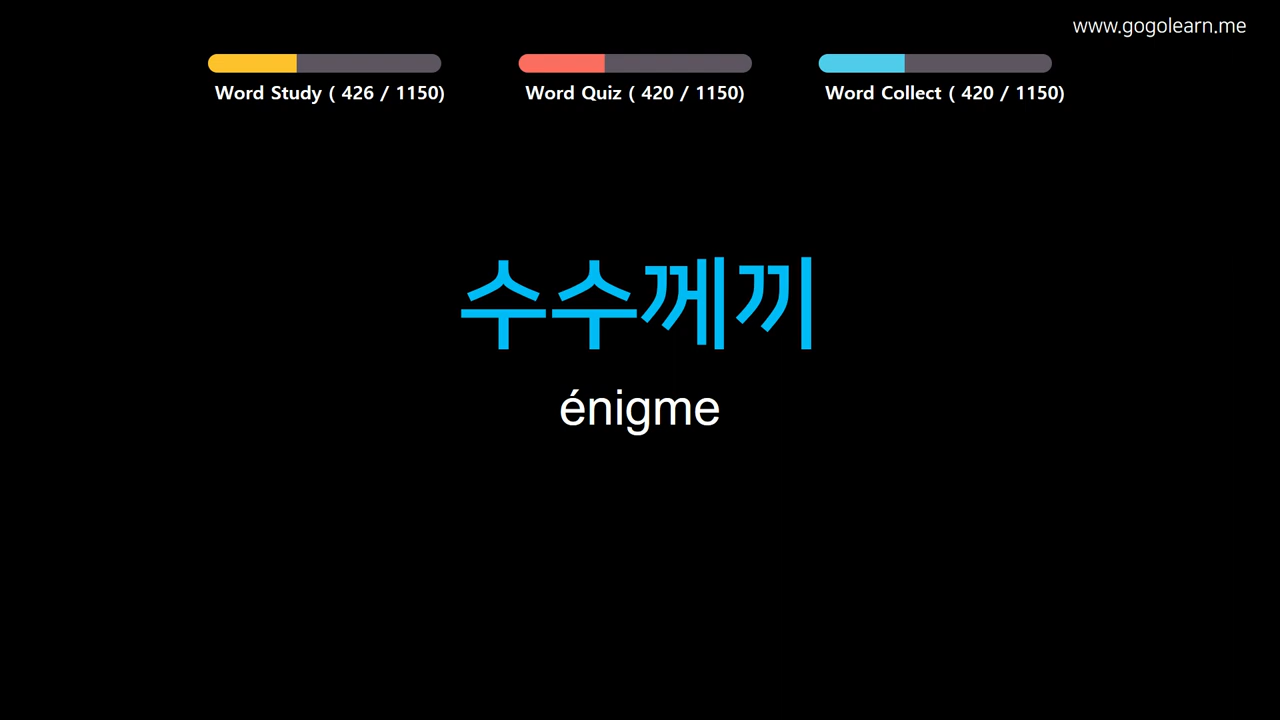 www.gogolearn.me
Word Study ( 426 / 1150)
Word Quiz ( 420 / 1150)
Word Collect ( 420 / 1150)
수수께끼
énigme